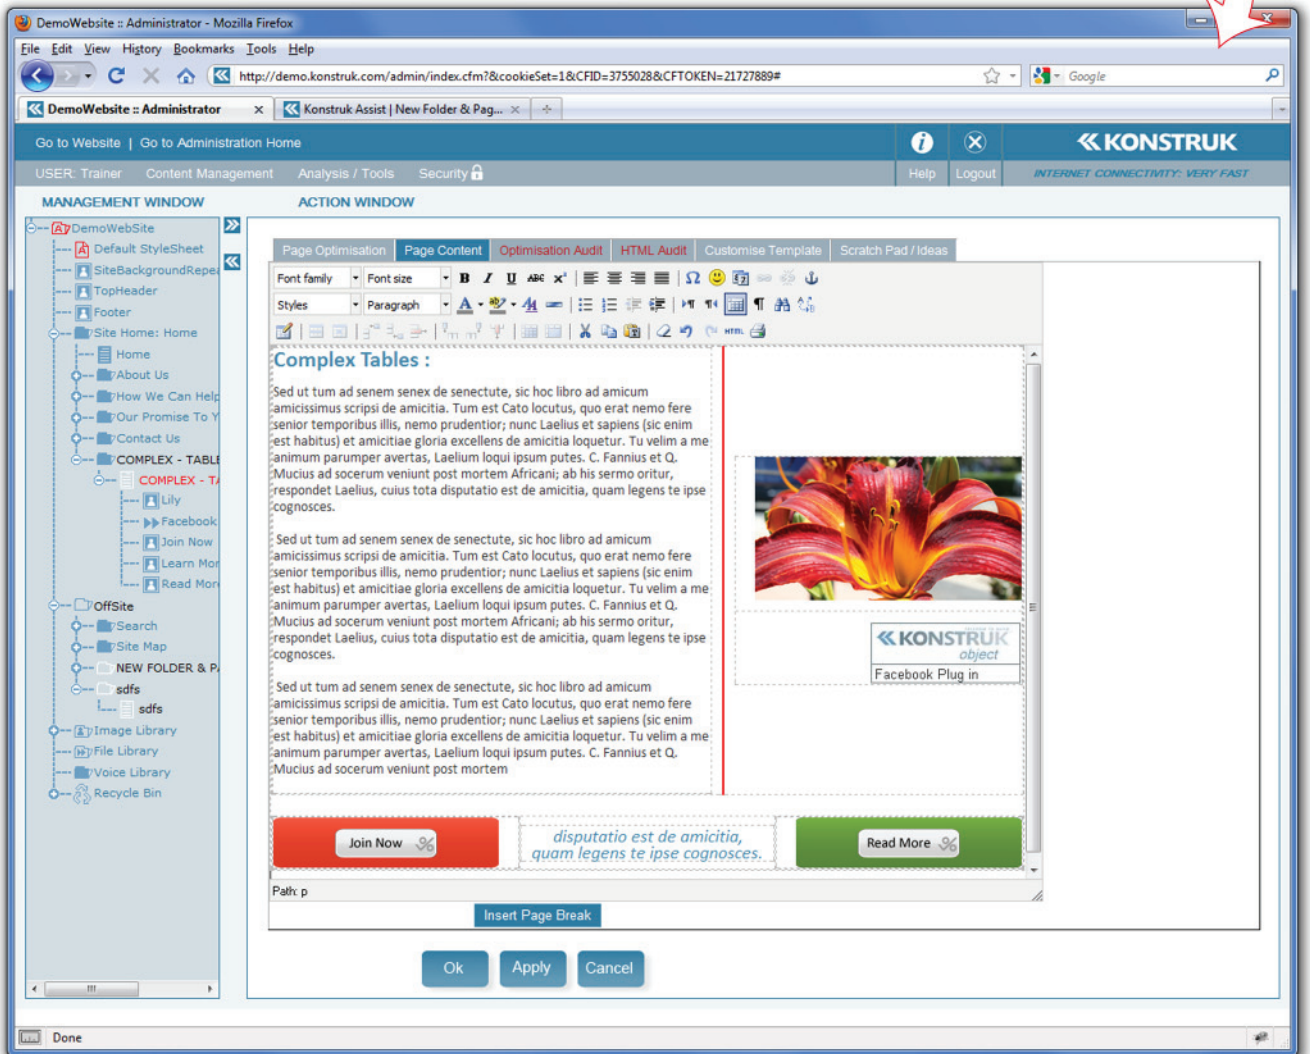 DemoWebsite :: Administrator - Mozilla Firefox
File Edit View History Bookmarks Tools Help
http://demo.konstruk.com/admin/index.cfm?&cookieSet=1&CFID=3755028&CFTOKEN=21727889#
Google
DemoWebsite :: Administrator
Konstruk Assist | New Folder & Pag...
Go to Website | Go to Administration Home
KONSTRUK
USER: Trainer Content Management Analysis / Tools Security
Help Logout
INTERNET CONNECTIVITY: VERY FAST
MANAGEMENT WINDOW
ACTION WINDOW
DemoWebSite
Default StyleSheet
SiteBackgroundRepea
TopHeader
Footer
Site Home: Home
Home
About Us
How We Can Help
Our Promise To Y
Contact Us
COMPLEX - TABLE
COMPLEX - TA
Lily
Facebook
Join Now
Learn Mor
Read More
OffSite
Search
Site Map
NEW FOLDER & PA
sdfs
sdfs
Image Library
File Library
Voice Library
Recycle Bin
Page Optimisation Page Content Optimisation Audit HTML Audit Customise Template Scratch Pad / Ideas
Font family Font size B I U ABC x² Ω
Styles Paragraph A ab ¶
HTML
Complex Tables :
Sed ut tum ad senem senex de senectute, sic hoc libro ad amicum
amicissimus scripsi de amicitia. Tum est Cato locutus, quo erat nemo fere
senior temporibus illis, nemo prudentior; nunc Laelius et sapiens (sic enim
est habitus) et amicitiae gloria excellens de amicitia loquetur. Tu velim a me
animum parumper avertas, Laelium loqui ipsum putes. C. Fannius et Q.
Mucius ad socerum veniunt post mortem Africani; ab his sermo oritur,
respondet Laelius, cuius tota disputatio est de amicitia, quam legens te ipse
cognosces.
Sed ut tum ad senem senex de senectute, sic hoc libro ad amicum
amicissimus scripsi de amicitia. Tum est Cato locutus, quo erat nemo fere
senior temporibus illis, nemo prudentior; nunc Laelius et sapiens (sic enim
est habitus) et amicitiae gloria excellens de amicitia loquetur. Tu velim a me
animum parumper avertas, Laelium loqui ipsum putes. C. Fannius et Q.
Mucius ad socerum veniunt post mortem Africani; ab his sermo oritur,
respondet Laelius, cuius tota disputatio est de amicitia, quam legens te ipse
cognosces.
Sed ut tum ad senem senex de senectute, sic hoc libro ad amicum
amicissimus scripsi de amicitia. Tum est Cato locutus, quo erat nemo fere
senior temporibus illis, nemo prudentior; nunc Laelius et sapiens (sic enim
est habitus) et amicitiae gloria excellens de amicitia loquetur. Tu velim a me
animum parumper avertas, Laelium loqui ipsum putes. C. Fannius et Q.
Mucius ad socerum veniunt post mortem
KONSTRUK
object
Facebook Plug in
Join Now
disputatio est de amicitia,
quam legens te ipse cognosces.
Read More
Path: p
Insert Page Break
Ok Apply Cancel
Done